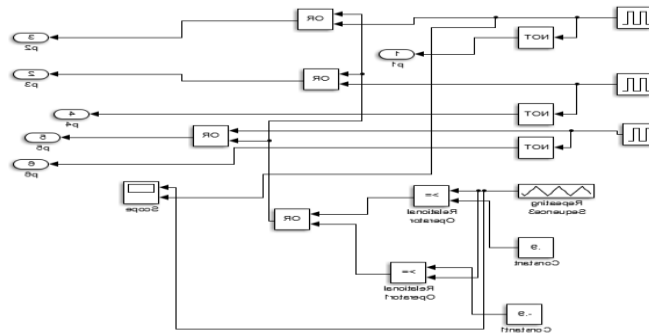 3
p2
OR
1
p1
NOT
2
p3
OR
4
p4
NOT
5
p5
OR
NOT
6
p6
Scope
OR
>=
Relational
Operator
Repeating
Sequence3
.9
Constant
>=
Relational
Operator1
-.9
Constant1